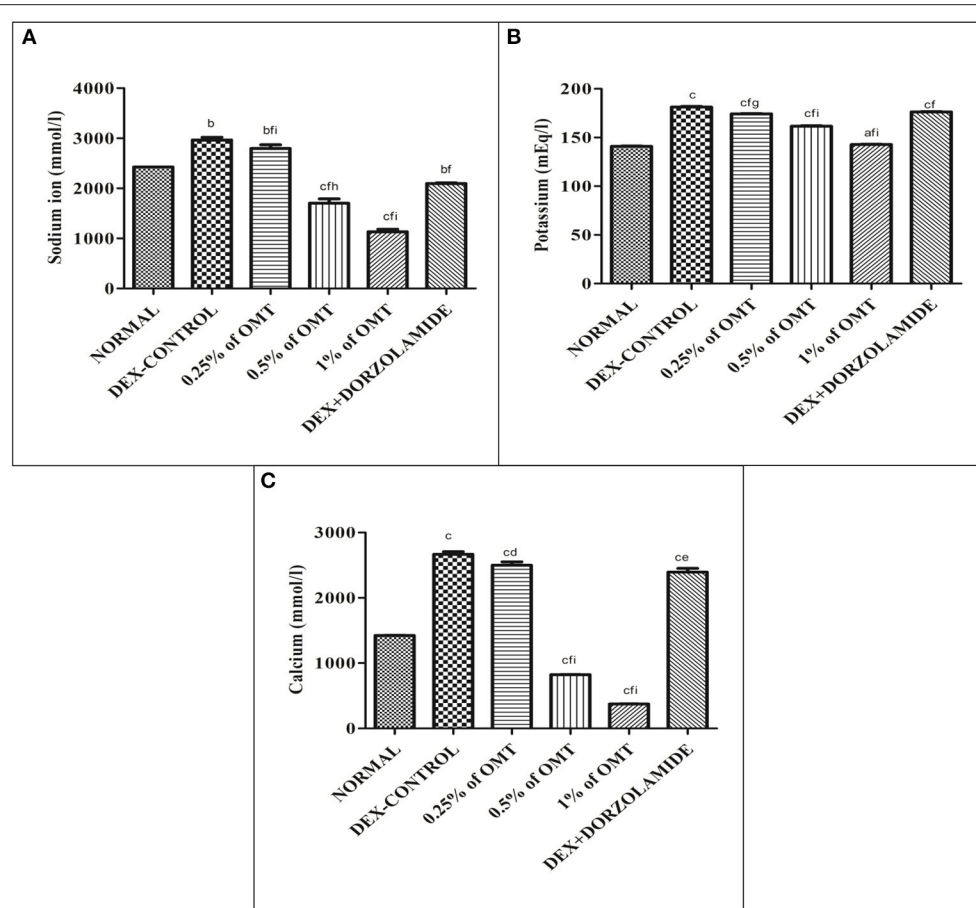 A
Sodium ion (mmol/l)
4000
3000
2000
1000
0
b
bfi
cfh
cfi
bf
NORMAL
DEX-CONTROL
0.25% of OMT
0.5% of OMT
1% of OMT
DEX+DORZOLAMIDE
B
Potassium (mEq/l)
200
150
100
50
0
c
cfg
cfi
afi
cf
NORMAL
DEX-CONTROL
0.25% of OMT
0.5% of OMT
1% of OMT
DEX+DORZOLAMIDE
C
Calcium (mmol/l)
3000
2000
1000
0
c
cd
cfi
cfi
ce
NORMAL
DEX-CONTROL
0.25% of OMT
0.5% of OMT
1% of OMT
DEX+DORZOLAMIDE